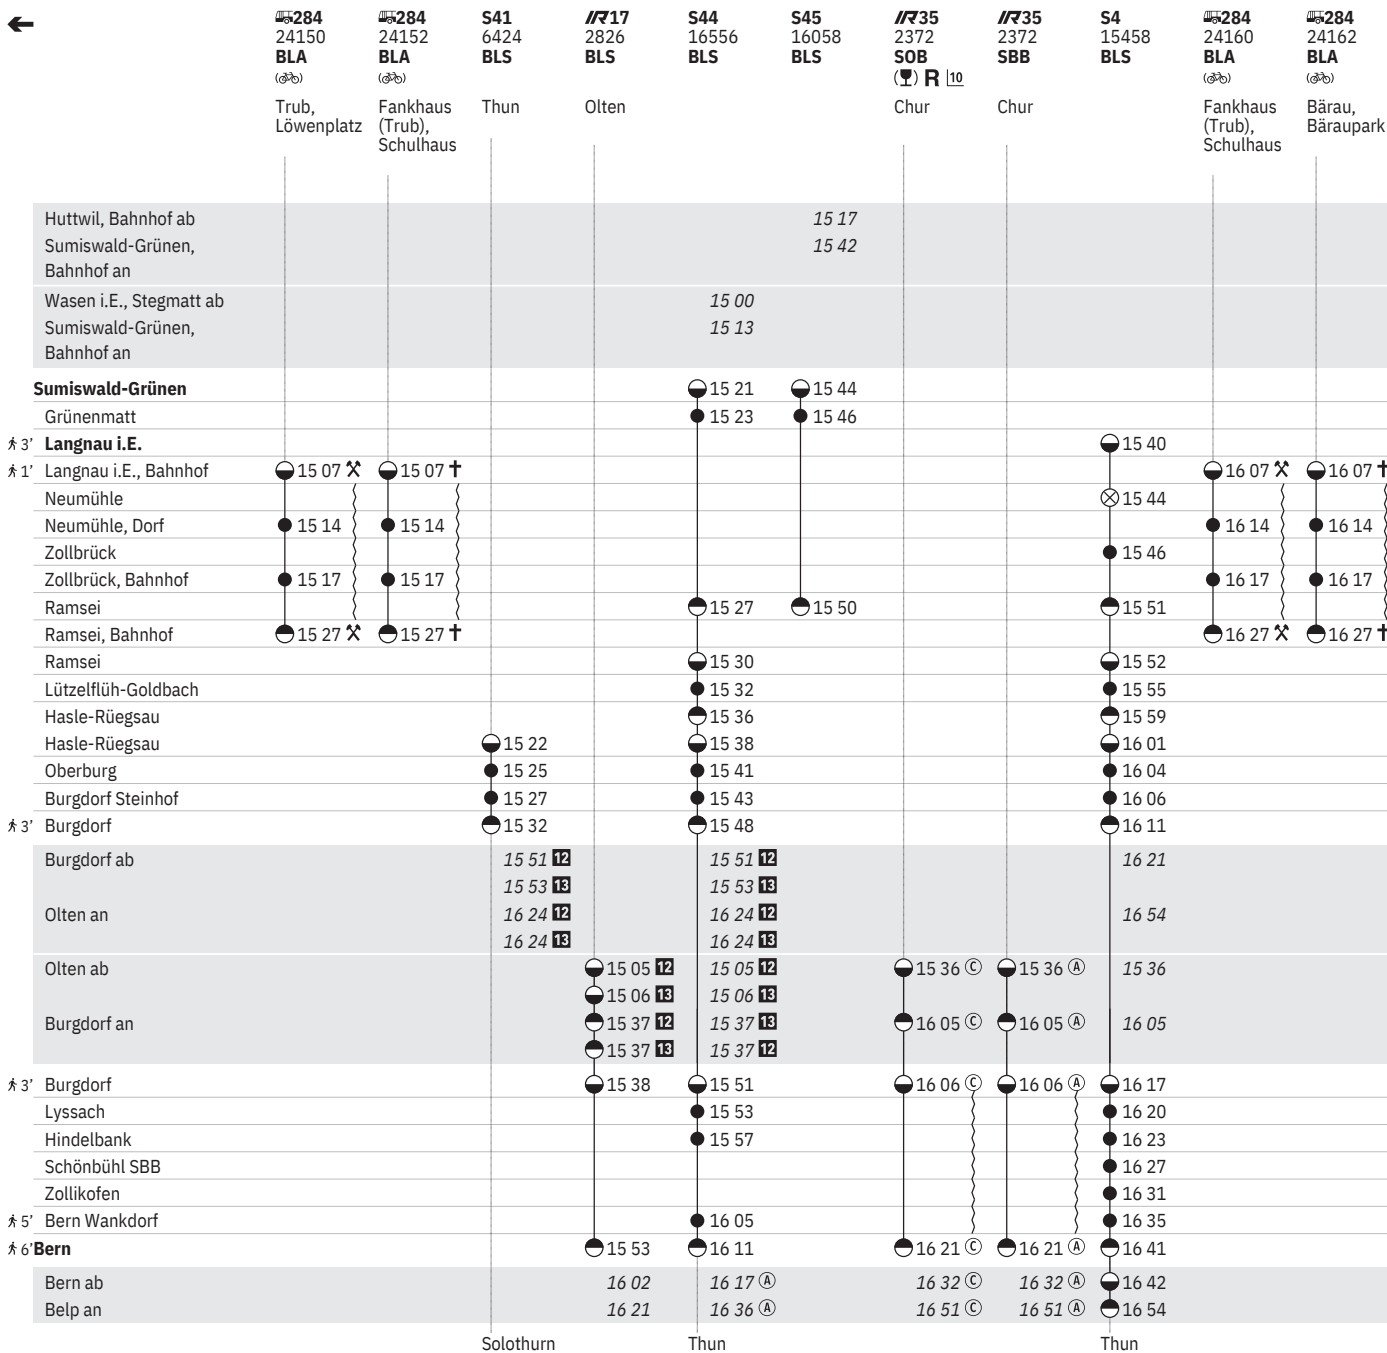 284 284 S41 IR17 S44 S45 IR35 IR35 S4 284 284
24150 24152 6424 2826 16556 16058 2372 2372 15458 24160 24162
BLA BLA BLS BLS BLS BLS SOB SBB BLS BLA BLA
R 10
Trub, Fankhaus Thun Olten Chur Chur Fankhaus Bärau,
Löwenplatz (Trub), (Trub), Bäraupark
Schulhaus Schulhaus
Huttwil, Bahnhof ab 15 17
Sumiswald-Grünen, 15 42
Bahnhof an
Wasen i.E., Stegmatt ab 15 00
Sumiswald-Grünen, 15 13
Bahnhof an
Sumiswald-Grünen 15 21 15 44
Grünenmatt 15 23 15 46
3' Langnau i.E. 15 40
1' Langnau i.E., Bahnhof 15 07 15 07 † 16 07 16 07 †
Neumühle 15 44
Neumühle, Dorf 15 14 15 14 16 14 16 14
Zollbrück 15 46
Zollbrück, Bahnhof 15 17 15 17 16 17 16 17
Ramsei 15 27 15 50 15 51
Ramsei, Bahnhof 15 27 15 27 † 16 27 16 27 †
Ramsei 15 30 15 52
Lützelflüh-Goldbach 15 32 15 55
Hasle-Rüegsau 15 36 15 59
Hasle-Rüegsau 15 22 15 38 16 01
Oberburg 15 25 15 41 16 04
Burgdorf Steinhof 15 27 15 43 16 06
3' Burgdorf 15 32 15 48 16 11
Burgdorf ab 15 51 12 15 51 12 16 21
15 53 13 15 53 13
Olten an 16 24 12 16 24 12 16 54
16 24 13 16 24 13
Olten ab 15 05 12 15 05 12 15 36 Ⓒ 15 36 Ⓐ 15 36
15 06 13 15 06 13
Burgdorf an 15 37 12 15 37 13 16 05 Ⓒ 16 05 Ⓐ 16 05
15 37 13 15 37 12
3' Burgdorf 15 38 15 51 16 06 Ⓒ 16 06 Ⓐ 16 17
Lyssach 15 53 16 20
Hindelbank 15 57 16 23
Schönbühl SBB 16 27
Zollikofen 16 31
5' Bern Wankdorf 16 05 16 35
6' Bern 15 53 16 11 16 21 Ⓒ 16 21 Ⓐ 16 41
Bern ab 16 02 16 17 Ⓐ 16 32 Ⓒ 16 32 Ⓐ 16 42
Belp an 16 21 16 36 Ⓐ 16 51 Ⓒ 16 51 Ⓐ 16 54
Solothurn Thun Thun